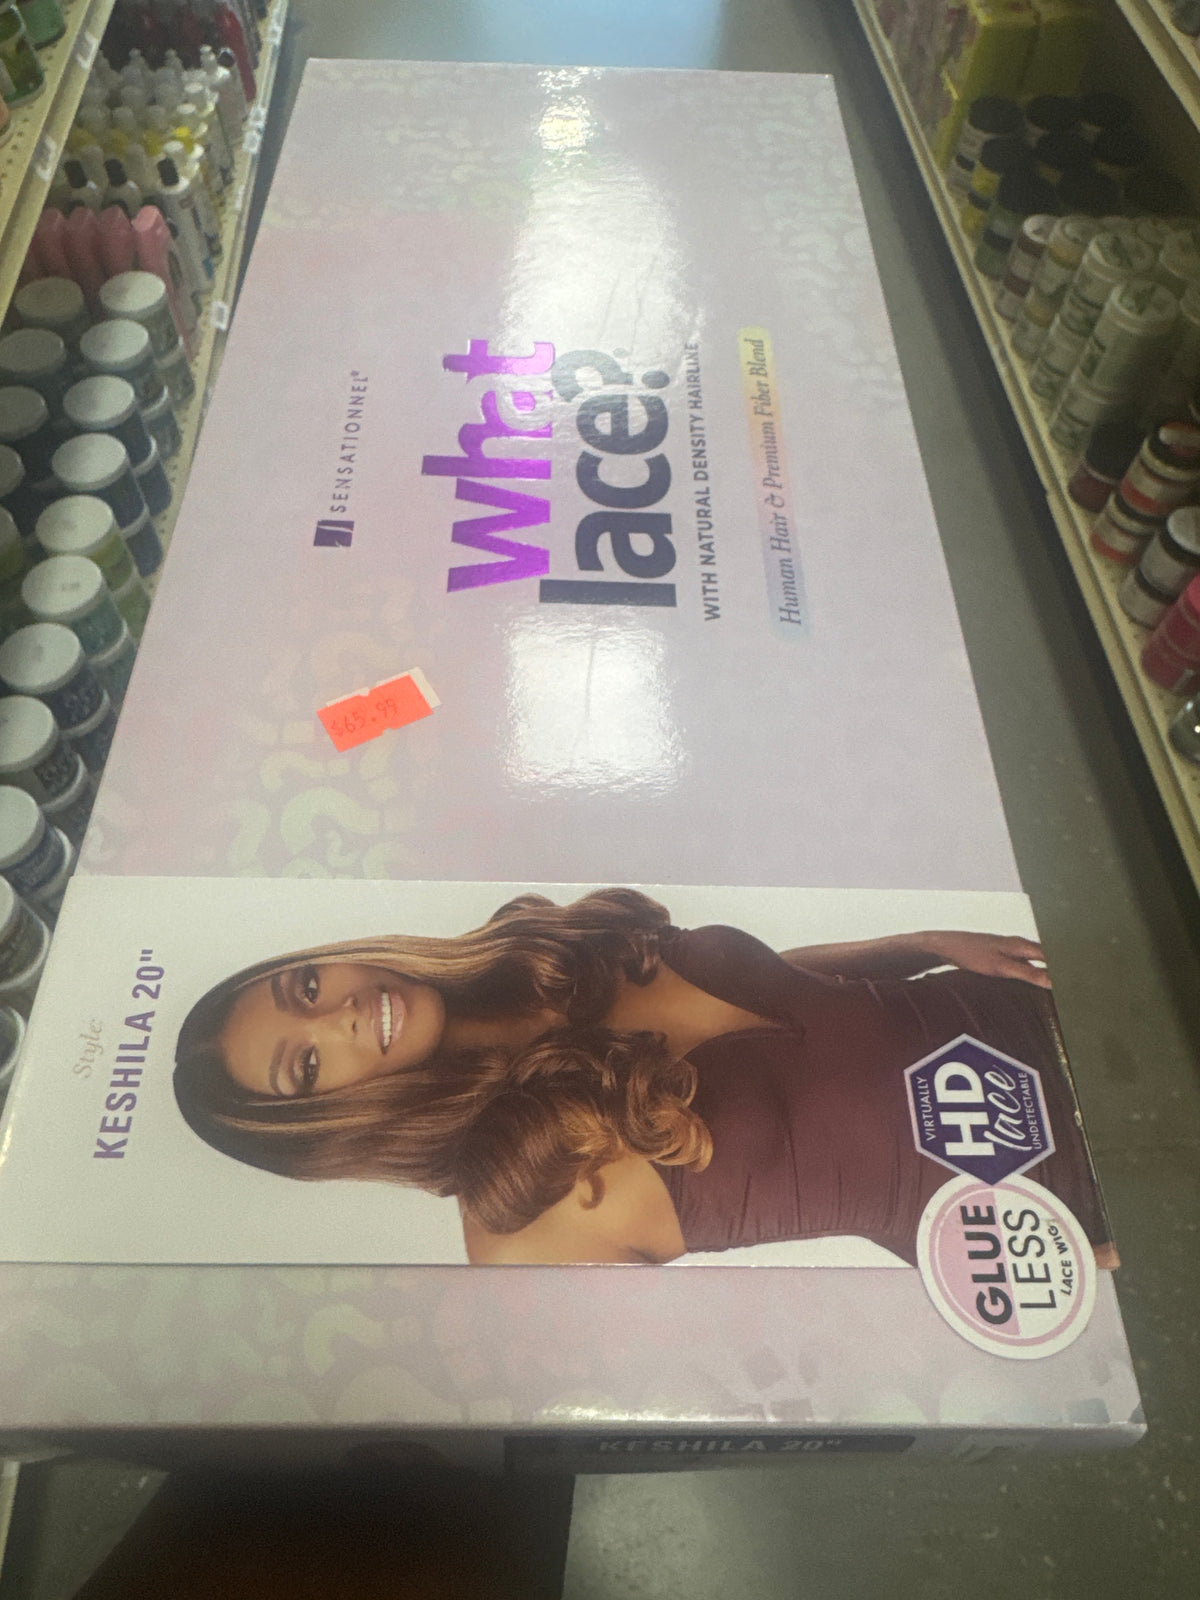 SENSATIONNEL®
what
lace?
WITH NATURAL DENSITY HAIRLINE
Human Hair & Premium Fiber Blend
$65.99
Style:
KESHILA 20"
VIRTUALLY
HD
lace
UNDETECTABLE
GLUE
LESS
LACE WIG
KESHILA 20"